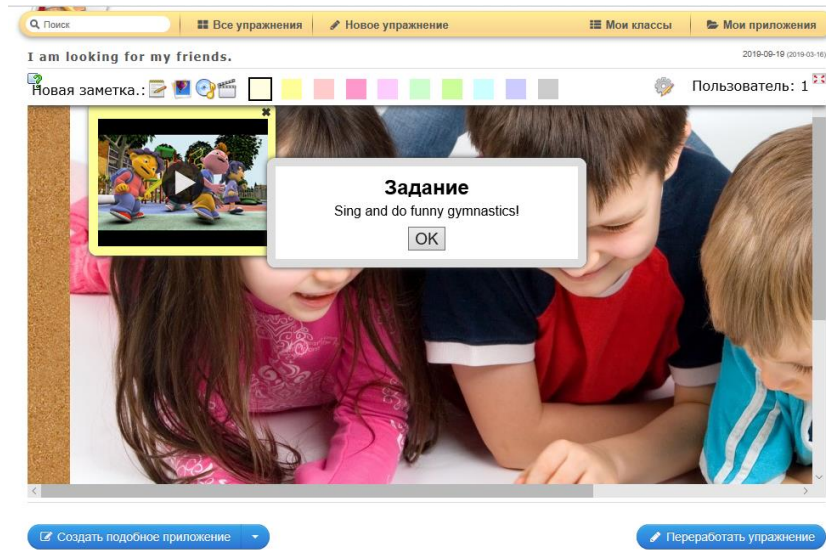 Поиск
Все упражнения
Новое упражнение
Мои классы
Мои приложения
I am looking for my friends.
2019-09-19 (2019-03-16)
Новая заметка.:
Пользователь: 1
Задание
Sing and do funny gymnastics!
OK
Создать подобное приложение
Переработать упражнение